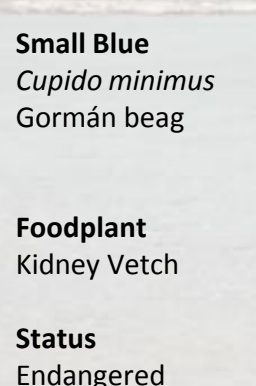 Small Blue
Cupido minimus
Gormán beag
Foodplant
Kidney Vetch
Status
Endangered